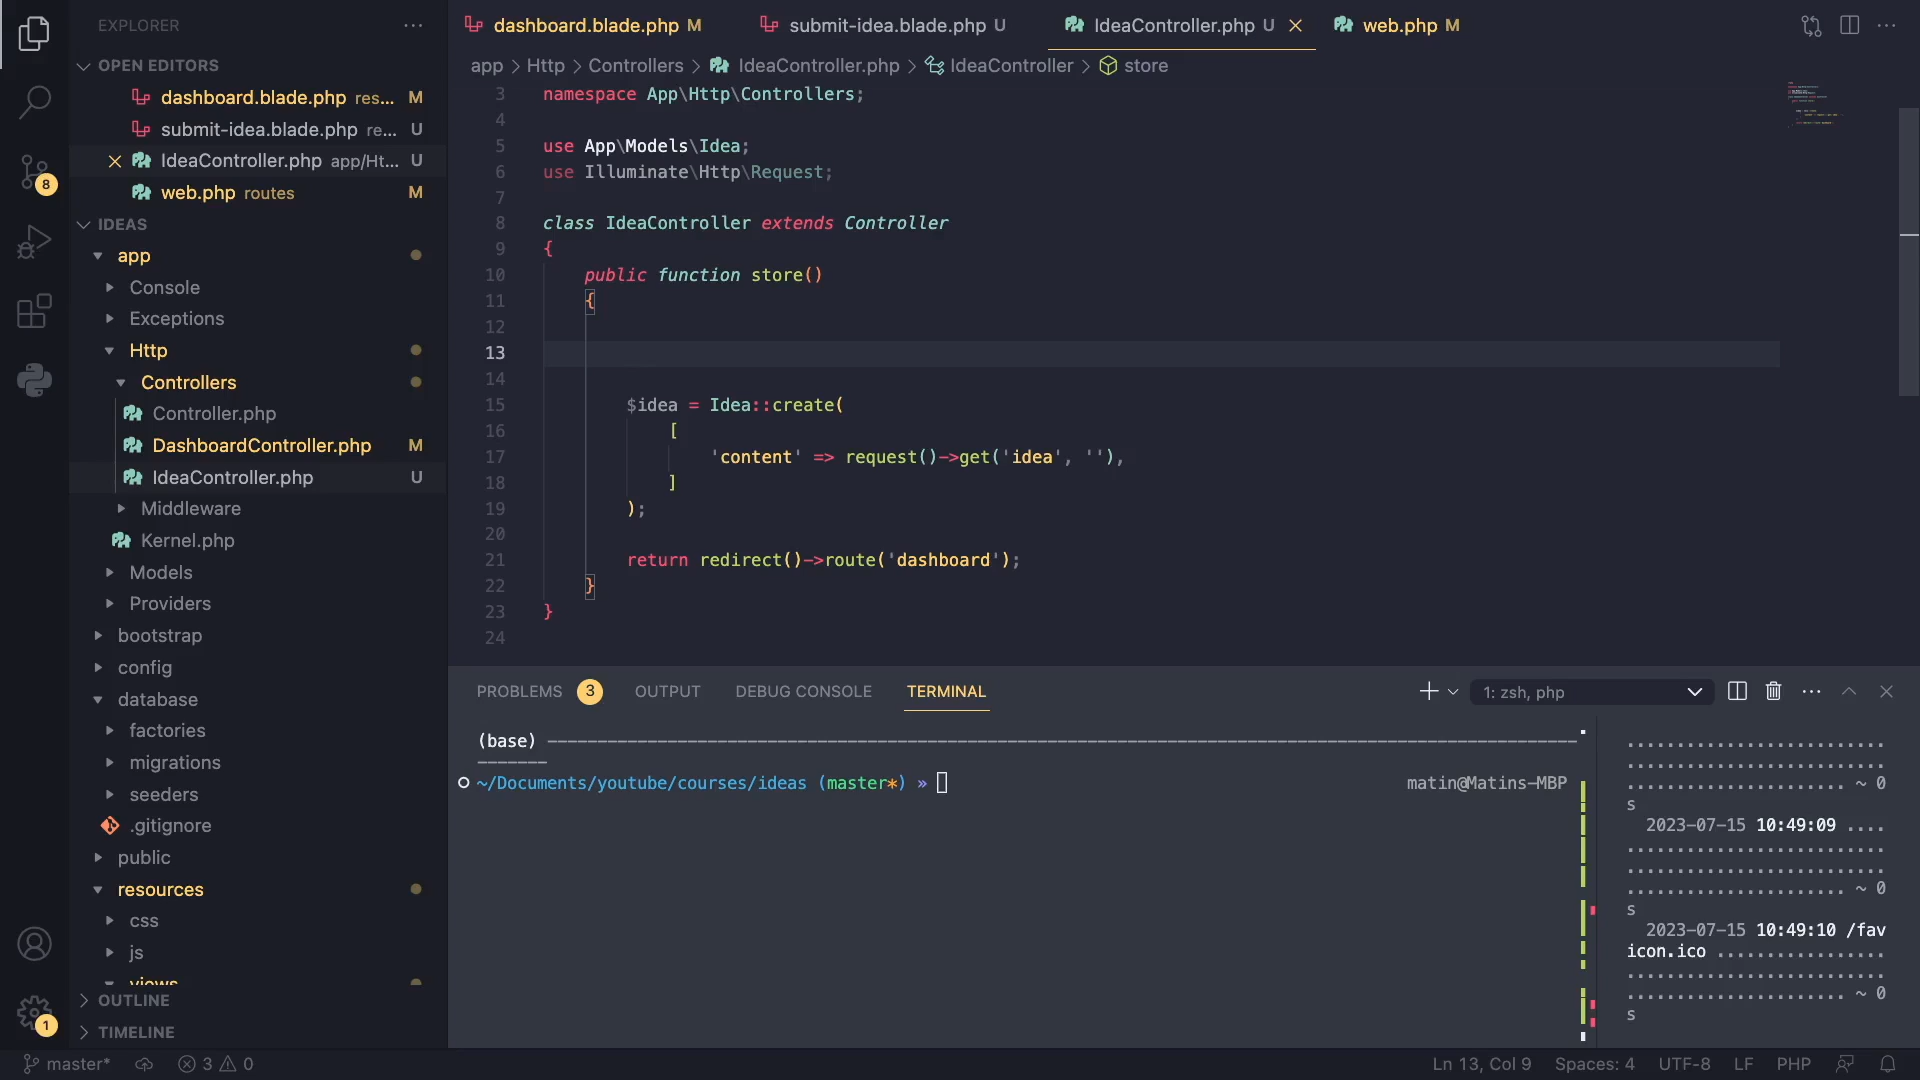 EXPLORER
OPEN EDITORS
dashboard.blade.php res... M
submit-idea.blade.php re... U
IdeaController.php app/Ht... U
web.php routes M
IDEAS
app
Console
Exceptions
Http
Controllers
Controller.php
DashboardController.php M
IdeaController.php U
Middleware
Kernel.php
Models
Providers
bootstrap
config
database
factories
migrations
seeders
.gitignore
public
resources
css
js
views
OUTLINE
TIMELINE
8
1
dashboard.blade.php M submit-idea.blade.php U IdeaController.php U web.php M
app > Http > Controllers > IdeaController.php > IdeaController > store
3 namespace App\Http\Controllers;
4
5 use App\Models\Idea;
6 use Illuminate\Http\Request;
7
8 class IdeaController extends Controller
9 {
10 public function store()
11 {
12
13
14
15 $idea = Idea::create(
16 [
17 'content' => request()->get('idea', ''),
18 ]
19 );
20
21 return redirect()->route('dashboard');
22 }
23 }
24
PROBLEMS 3 OUTPUT DEBUG CONSOLE TERMINAL 1: zsh, php
(base)
~/Documents/youtube/courses/ideas (master*) » matin@Matins-MBP
..........................
..........................
...................... ~ 0
s
2023-07-15 10:49:09 ....
..........................
..........................
...................... ~ 0
s
2023-07-15 10:49:10 /fav
icon.ico .................
..........................
...................... ~ 0
s
master* 3 0 Ln 13, Col 9 Spaces: 4 UTF-8 LF PHP